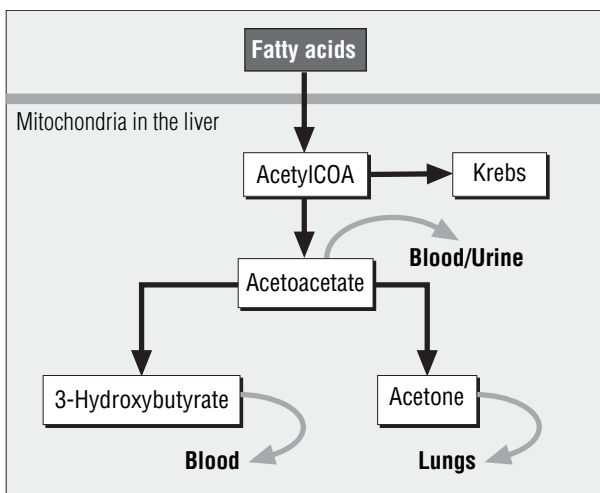 Fatty acids
Mitochondria in the liver
AcetylCOA
Krebs
Blood/Urine
Acetoacetate
3-Hydroxybutyrate
Acetone
Blood
Lungs